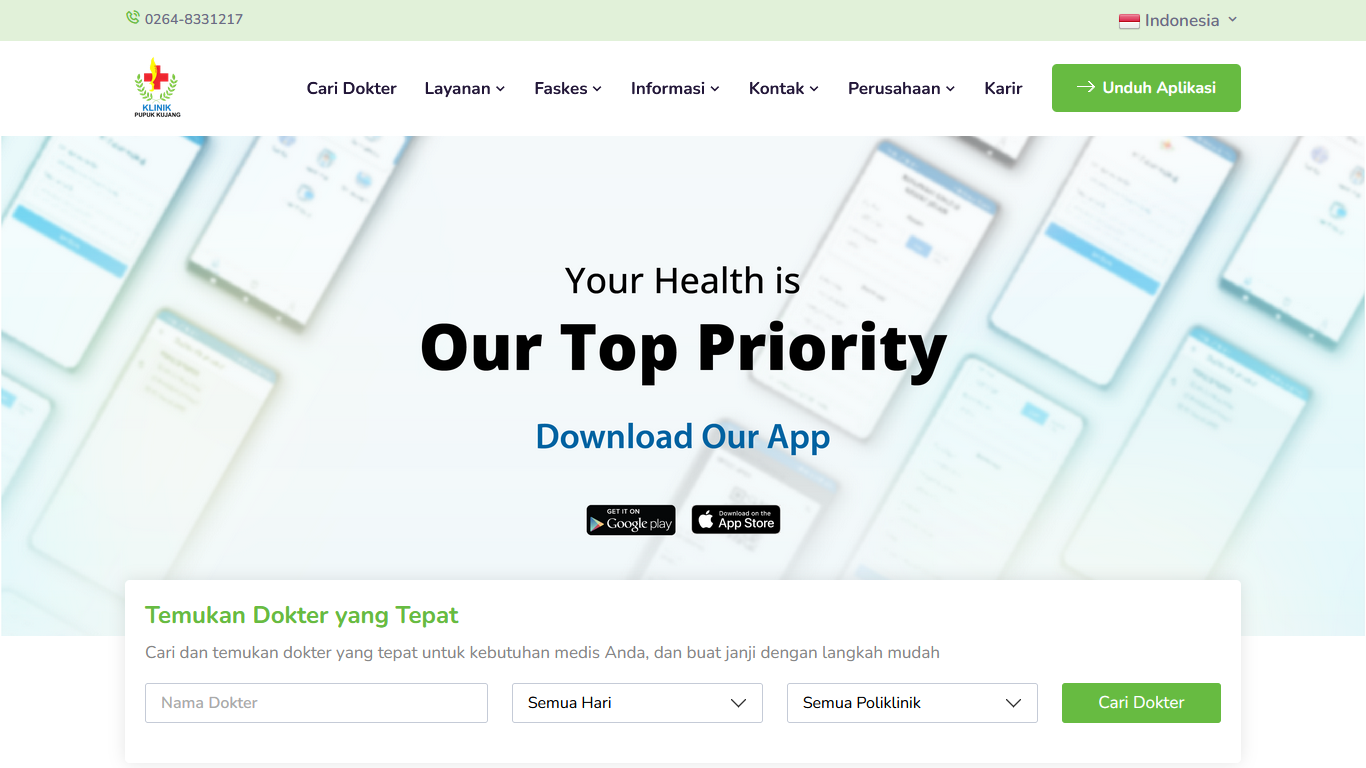 0264-8331217
Indonesia
KLINIK
PUPUK KUJANG
Cari Dokter
Layanan
Faskes
Informasi
Kontak
Perusahaan
Karir
Unduh Aplikasi
Your Health is
Our Top Priority
Download Our App
GET IT ON
Google play
Download on the
App Store
Temukan Dokter yang Tepat
Cari dan temukan dokter yang tepat untuk kebutuhan medis Anda, dan buat janji dengan langkah mudah
Nama Dokter
Semua Hari
Semua Poliklinik
Cari Dokter